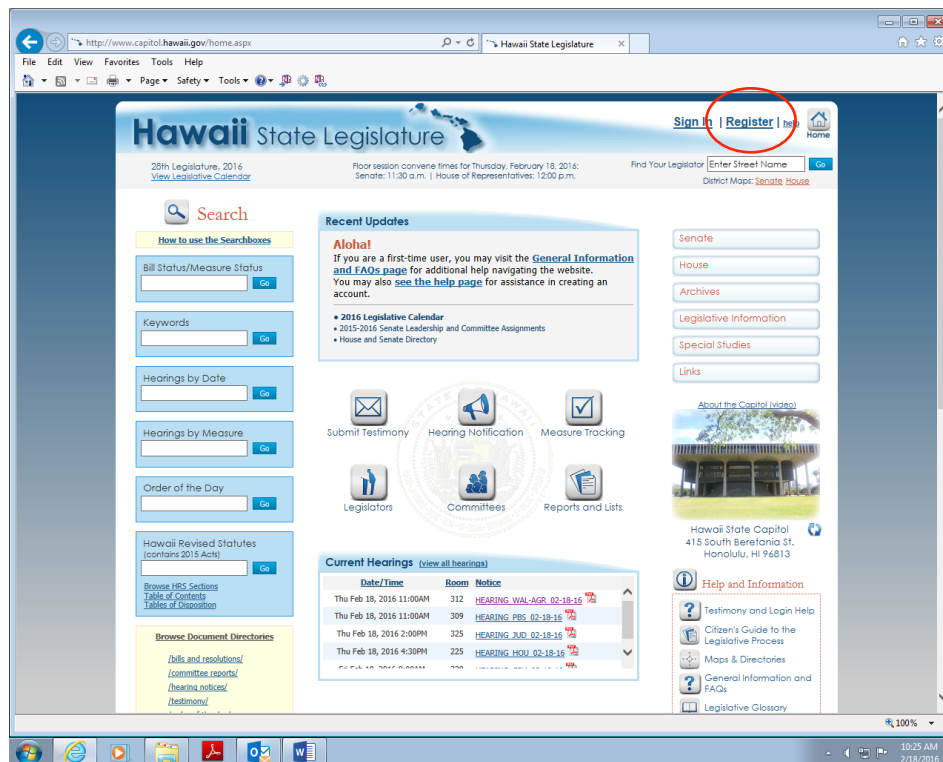 http://www.capitol.hawaii.gov/home.aspx
Hawaii State Legislature
File Edit View Favorites Tools Help
Page Safety Tools
Hawaii State Legislature
Sign In | Register | help
Home
28th Legislature, 2016
View Legislative Calendar
Floor session convene times for Thursday, February 18, 2016:
Senate: 11:30 a.m. | House of Representatives: 12:00 p.m.
Find Your Legislator Enter Street Name Go
District Maps: Senate House
Search
How to use the Searchboxes
Bill Status/Measure Status
Go
Keywords
Go
Hearings by Date
Go
Hearings by Measure
Go
Order of the Day
Go
Hawaii Revised Statutes
(contains 2015 Acts)
Go
Browse HRS Sections
Table of Contents
Tables of Disposition
Browse Document Directories
/bills and resolutions/
/committee reports/
/hearing notices/
/testimony/
Recent Updates
Aloha!
If you are a first-time user, you may visit the General Information
and FAQs page for additional help navigating the website.
You may also see the help page for assistance in creating an
account.
• 2016 Legislative Calendar
• 2015-2016 Senate Leadership and Committee Assignments
• House and Senate Directory
Submit Testimony Hearing Notification Measure Tracking
Legislators Committees Reports and Lists
Current Hearings (view all hearings)
Date/Time Room Notice
Thu Feb 18, 2016 11:00AM 312 HEARING WAL-AGR 02-18-16
Thu Feb 18, 2016 11:00AM 309 HEARING PBS 02-18-16
Thu Feb 18, 2016 2:00PM 325 HEARING JUD 02-18-16
Thu Feb 18, 2016 4:30PM 225 HEARING HOU 02-18-16
Senate
House
Archives
Legislative Information
Special Studies
Links
About the Capitol (video)
Hawaii State Capitol
415 South Beretania St.
Honolulu, HI 96813
Help and Information
Testimony and Login Help
Citizen's Guide to the
Legislative Process
Maps & Directories
General Information and
FAQs
Legislative Glossary
100%
10:25 AM
2/18/2016